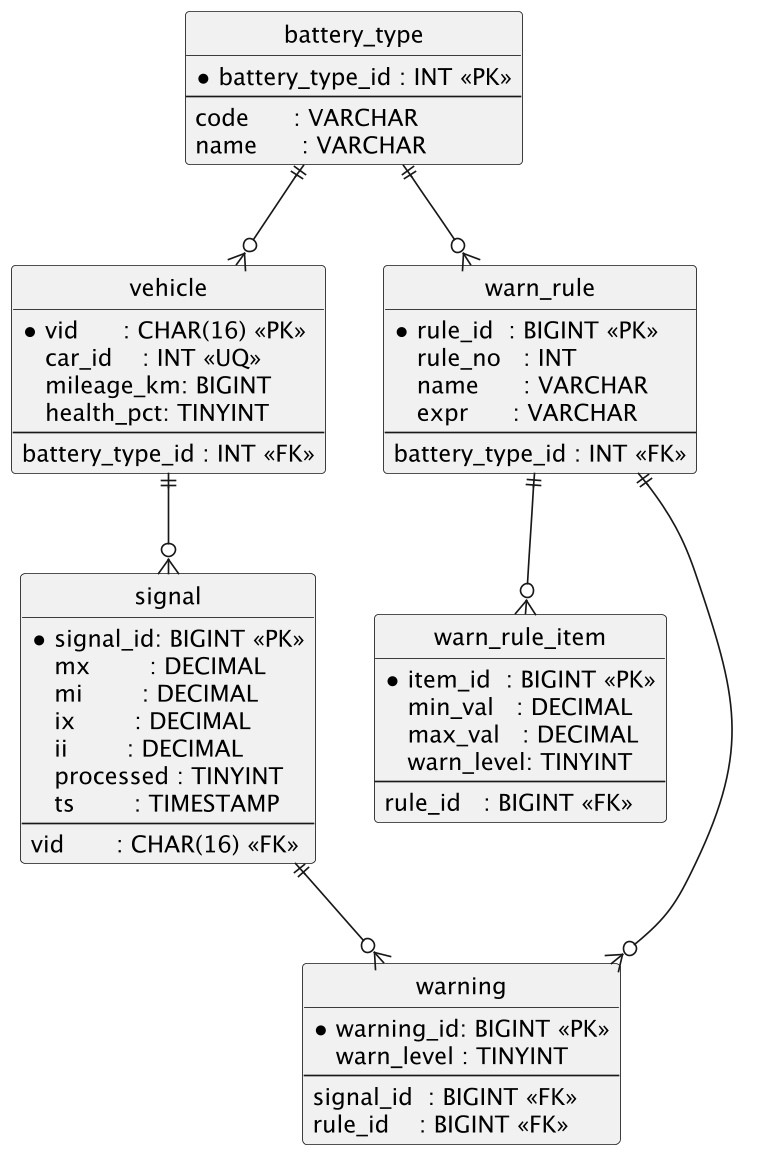 battery_type
battery_type_id : INT «PK»
code : VARCHAR
name : VARCHAR
vehicle
vid : CHAR(16) «PK»
car_id : INT «UQ»
mileage_km: BIGINT
health_pct: TINYINT
battery_type_id : INT «FK»
warn_rule
rule_id : BIGINT «PK»
rule_no : INT
name : VARCHAR
expr : VARCHAR
battery_type_id : INT «FK»
signal
signal_id: BIGINT «PK»
mx : DECIMAL
mi : DECIMAL
ix : DECIMAL
ii : DECIMAL
processed : TINYINT
ts : TIMESTAMP
vid : CHAR(16) «FK»
warn_rule_item
item_id : BIGINT «PK»
min_val : DECIMAL
max_val : DECIMAL
warn_level: TINYINT
rule_id : BIGINT «FK»
warning
warning_id: BIGINT «PK»
warn_level : TINYINT
signal_id : BIGINT «FK»
rule_id : BIGINT «FK»